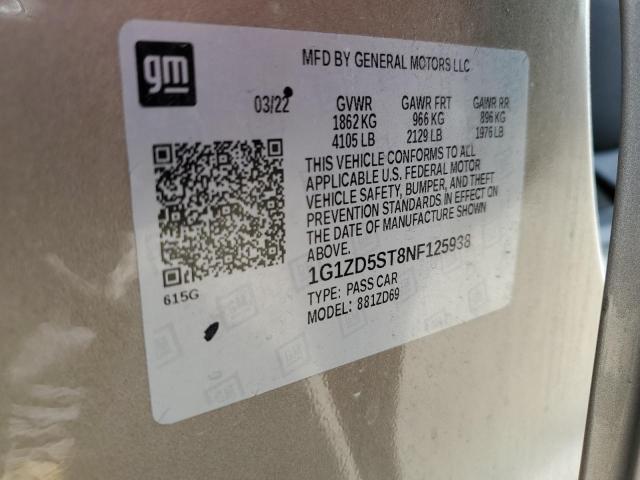 gm
MFD BY GENERAL MOTORS LLC
03/22
GVWR GAWR FRT GAWR RR
1862 KG 966 KG 896 KG
4105 LB 2129 LB 1976 LB
THIS VEHICLE CONFORMS TO ALL
APPLICABLE U.S. FEDERAL MOTOR
VEHICLE SAFETY, BUMPER, AND THEFT
PREVENTION STANDARDS IN EFFECT ON
THE DATE OF MANUFACTURE SHOWN
ABOVE.
1G1ZD5ST8NF125938
TYPE: PASS CAR
MODEL: 881ZD69
615G